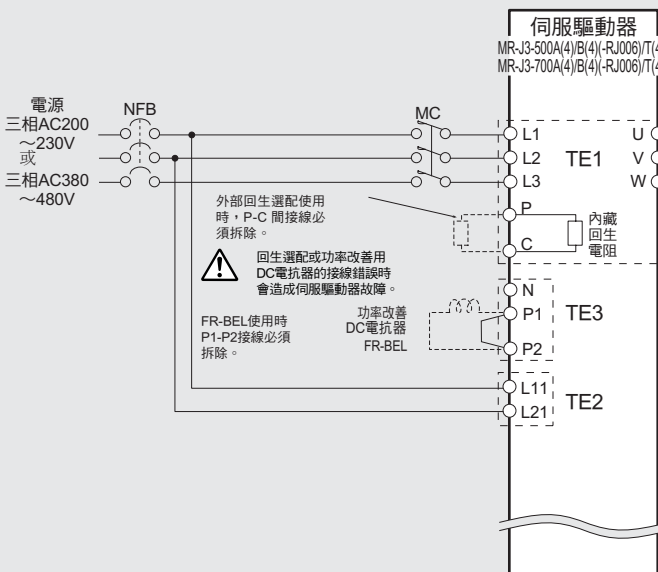 伺服驅動器
MR-J3-500A(4)/B(4)(-RJ006)/T(4
MR-J3-700A(4)/B(4)(-RJ006)/T(4
電源
三相AC200
～230V
或
三相AC380
～480V
NFB
MC
L1
L2
L3
TE1
U
V
W
P
C
內藏
回生
電阻
外部回生選配使用
時，P-C 間接線必
須拆除。
回生選配或功率改善用
DC電抗器的接線錯誤時
會造成伺服驅動器故障。
FR-BEL使用時
P1-P2接線必須
拆除。
功率改善
DC電抗器
FR-BEL
N
P1
P2
TE3
L11
L21
TE2